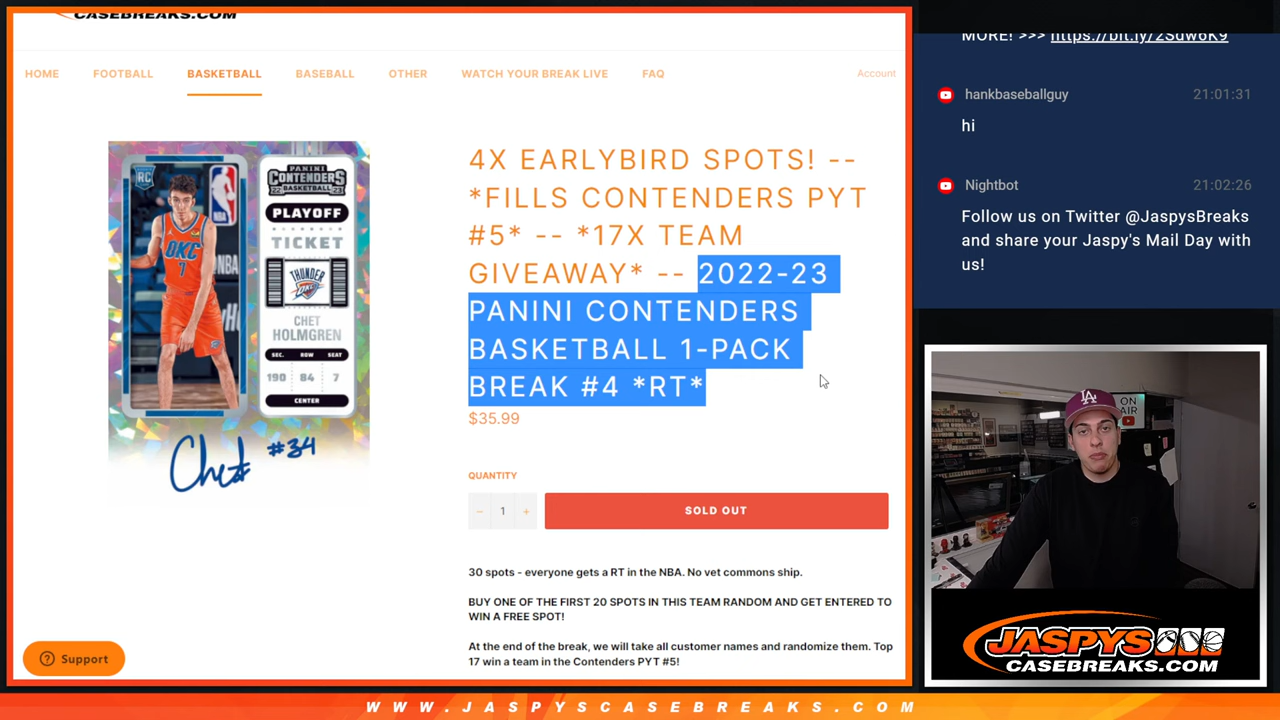 CASEBREAKS.COM
HOME FOOTBALL BASKETBALL BASEBALL OTHER WATCH YOUR BREAK LIVE FAQ Account
RC
PANINI
CONTENDERS
BASKETBALL
PLAYOFF
TICKET
THUNDER
OKC
7
CHET
HOLMGREN
SEC. ROW SEAT
190 84 7
CENTER
Chet #34
4X EARLYBIRD SPOTS! --
*FILLS CONTENDERS PYT
#5* -- *17X TEAM
GIVEAWAY* -- 2022-23
PANINI CONTENDERS
BASKETBALL 1-PACK
BREAK #4 *RT*
$35.99
QUANTITY
− 1 +
SOLD OUT
30 spots - everyone gets a RT in the NBA. No vet commons ship.
BUY ONE OF THE FIRST 20 SPOTS IN THIS TEAM RANDOM AND GET ENTERED TO
WIN A FREE SPOT!
At the end of the break, we will take all customer names and randomize them. Top
17 win a team in the Contenders PYT #5!
Support
MORE! >>> https://bit.ly/2Sdw6K9
hankbaseballguy 21:01:31
hi
Nightbot 21:02:26
Follow us on Twitter @JaspysBreaks
and share your Jaspy's Mail Day with
us!
LA
ON
AIR
JASPYS
CASEBREAKS.COM
WWW.JASPYSCASEBREAKS.COM